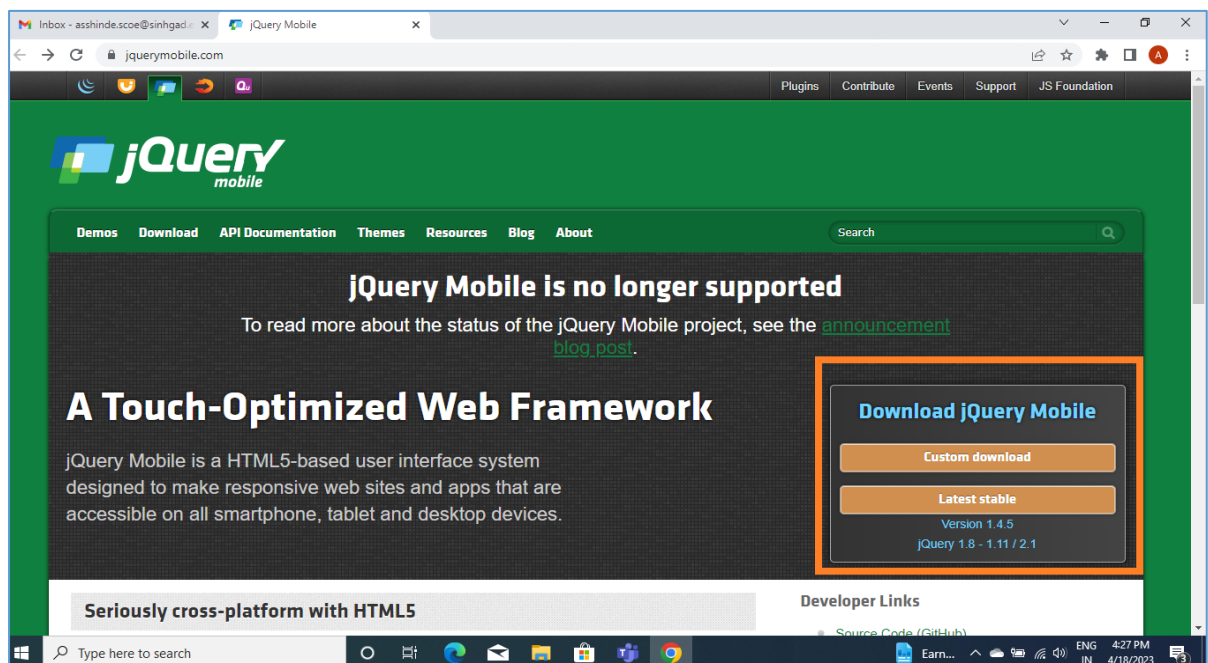 Inbox - asshinde.scoe@sinhgad.e
jQuery Mobile
jquerymobile.com
A
Qu
Plugins Contribute Events Support JS Foundation
jQuery
mobile
Demos Download API Documentation Themes Resources Blog About
Search
jQuery Mobile is no longer supported
To read more about the status of the jQuery Mobile project, see the announcement
blog post.
A Touch-Optimized Web Framework
jQuery Mobile is a HTML5-based user interface system
designed to make responsive web sites and apps that are
accessible on all smartphone, tablet and desktop devices.
Download jQuery Mobile
Custom download
Latest stable
Version 1.4.5
jQuery 1.8 - 1.11 / 2.1
Seriously cross-platform with HTML5
Developer Links
Source Code (GitHub)
Type here to search
Earn...
ENG
IN
4:27 PM
4/18/2023
3